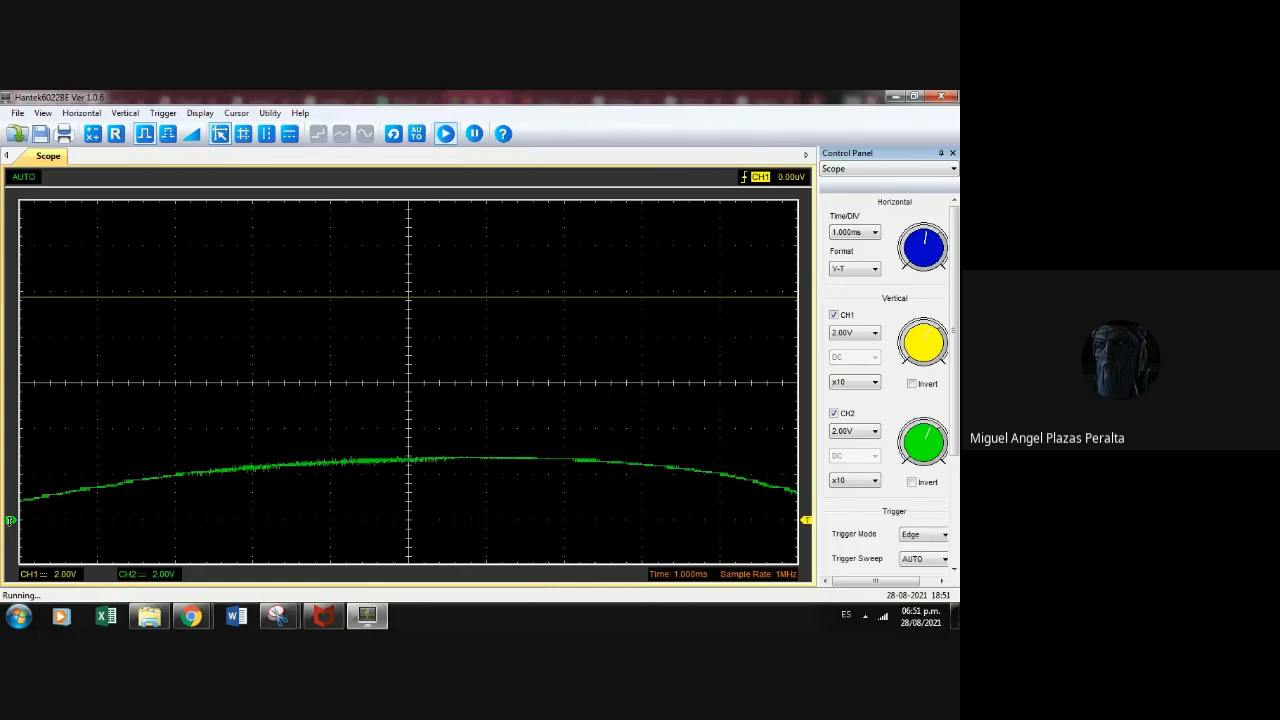 Hantek6022BE Ver 1.0.6
File View Horizontal Vertical Trigger Display Cursor Utility Help
R AU TO ?
Scope
Control Panel
AUTO
CH1 0.00uV
Scope
Horizontal
Time/DIV
1.000ms
Format
Y-T
Vertical
CH1
2.00V
DC
x10
Invert
CH2
2.00V
DC
x10
Invert
Trigger
Trigger Mode Edge
Trigger Sweep AUTO
T
CH1 2.00V CH2 2.00V Time: 1.000ms Sample Rate: 1MHz
Running...
28-08-2021 18:51
ES
06:51 p.m.
28/08/2021
Miguel Angel Plazas Peralta